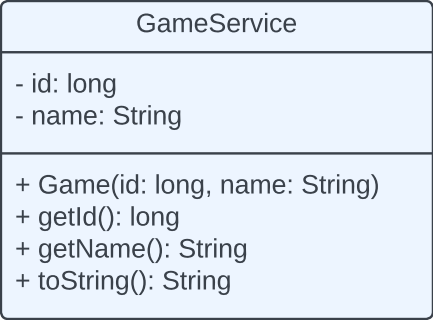 GameService
- id: long
- name: String
+ Game(id: long, name: String)
+ getId(): long
+ getName(): String
+ toString(): String